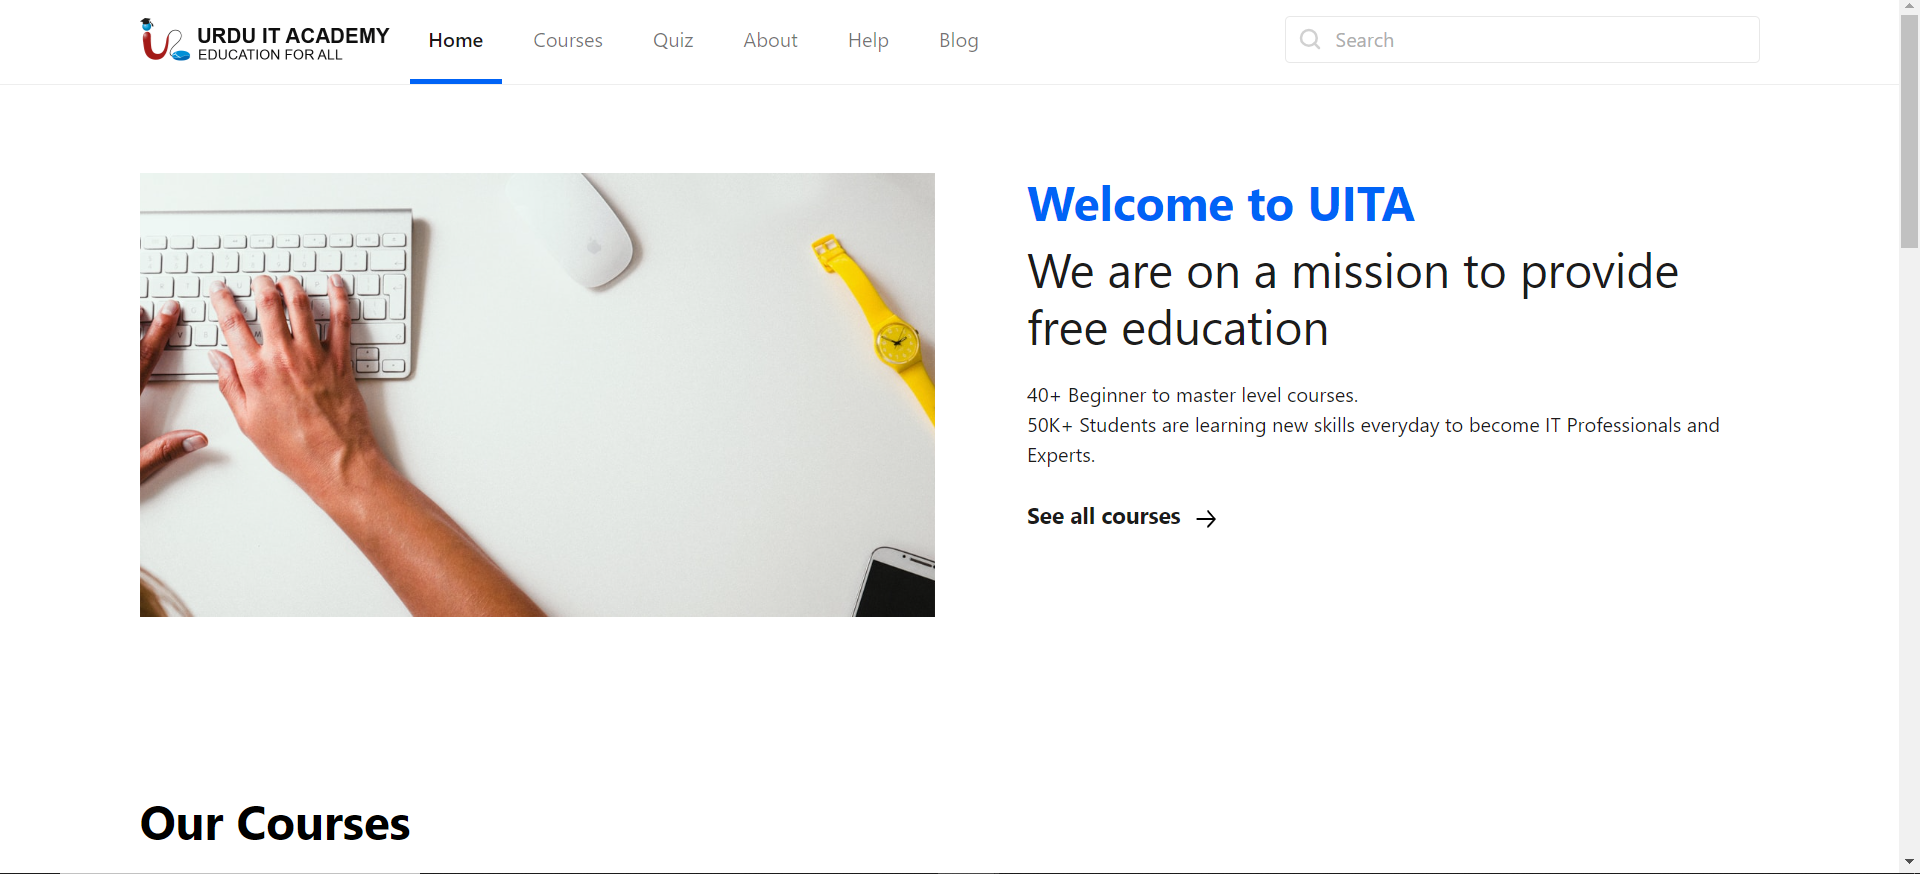 URDU IT ACADEMY
EDUCATION FOR ALL
Home
Courses
Quiz
About
Help
Blog
Search
Welcome to UITA
We are on a mission to provide
free education
40+ Beginner to master level courses.
50K+ Students are learning new skills everyday to become IT Professionals and
Experts.
See all courses
Our Courses